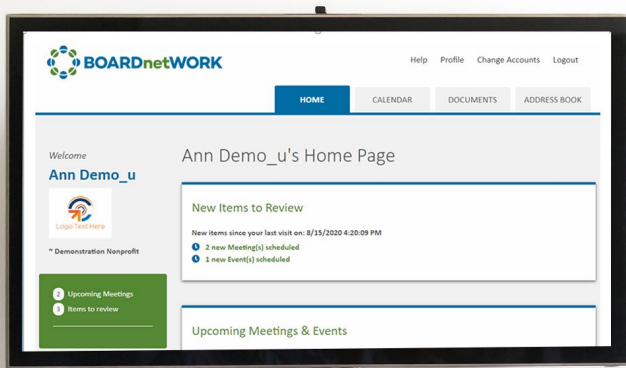 BOARDnetWORK
Help Profile Change Accounts Logout
HOME CALENDAR DOCUMENTS ADDRESS BOOK
Welcome
Ann Demo_u
Logo Text Here
~ Demonstration Nonprofit
2 Upcoming Meetings
3 Items to review
Ann Demo_u's Home Page
New Items to Review
New items since your last visit on: 8/15/2020 4:20:09 PM
2 new Meeting(s) scheduled
1 new Event(s) scheduled
Upcoming Meetings & Events